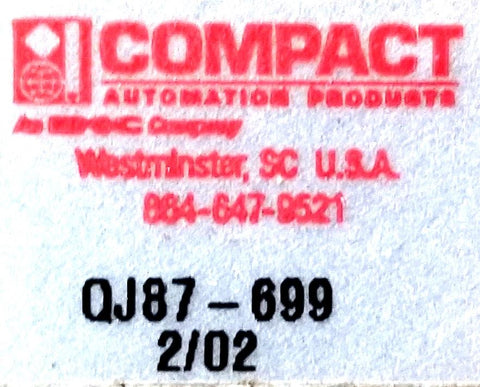 COMPACT
AUTOMATION PRODUCTS
An Company
Westminster, SC U.S.A.
864-647-9521
QJ87-699
2/02